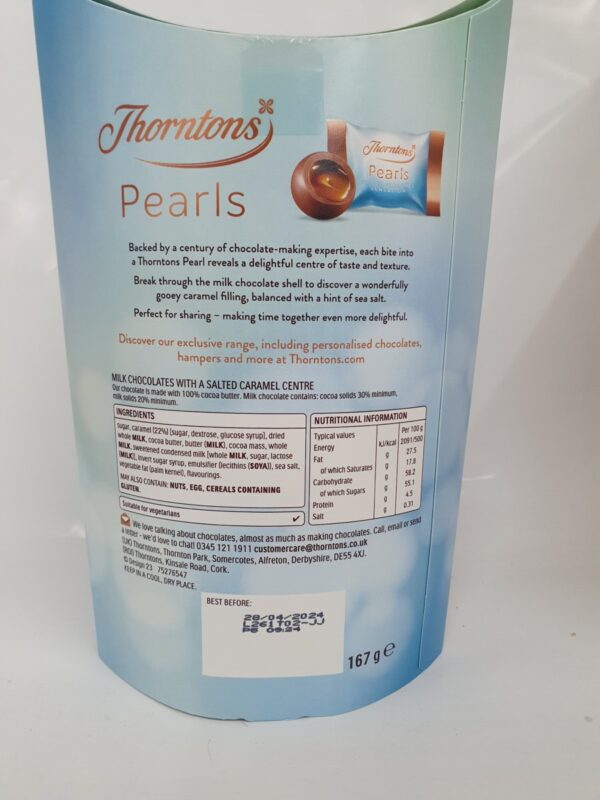 Thorntons
Pearls
Thorntons
Pearls
Backed by a century of chocolate-making expertise, each bite into
a Thorntons Pearl reveals a delightful centre of taste and texture.
Break through the milk chocolate shell to discover a wonderfully
gooey caramel filling, balanced with a hint of sea salt.
Perfect for sharing – making time together even more delightful.
Discover our exclusive range, including personalised chocolates,
hampers and more at Thorntons.com
MILK CHOCOLATES WITH A SALTED CARAMEL CENTRE
Our chocolate is made with 100% cocoa butter. Milk chocolate contains: cocoa solids 30% minimum,
milk solids 20% minimum.
INGREDIENTS
sugar, caramel (22%) [sugar, dextrose, glucose syrup], dried
whole MILK, cocoa butter, butter (MILK), cocoa mass, whole
MILK, sweetened condensed milk [whole MILK, sugar, lactose
(MILK)], invert sugar syrup, emulsifier (lecithins (SOYA)), sea salt,
vegetable fat (palm kernel), flavourings.
MAY ALSO CONTAIN: NUTS, EGG, CEREALS CONTAINING
GLUTEN.
Suitable for vegetarians ✓
NUTRITIONAL INFORMATION
Typical values Per 100 g
Energy kJ/kcal 2091/500
Fat g 27.5
of which Saturates g 17.8
Carbohydrate g 58.2
of which Sugars g 55.1
Protein g 4.5
Salt g 0.31
We love talking about chocolates, almost as much as making chocolates. Call, email or send
a letter - we'd love to chat! 0345 121 1911 customercare@thorntons.co.uk
(UK) Thorntons, Thornton Park, Somercotes, Alfreton, Derbyshire, DE55 4XJ.
(ROI) Thorntons, Kinsale Road, Cork.
© Design 23 75276547
KEEP IN A COOL, DRY PLACE.
BEST BEFORE:
28/04/2024
L261T02-JJ
P6 09:24
167 g e